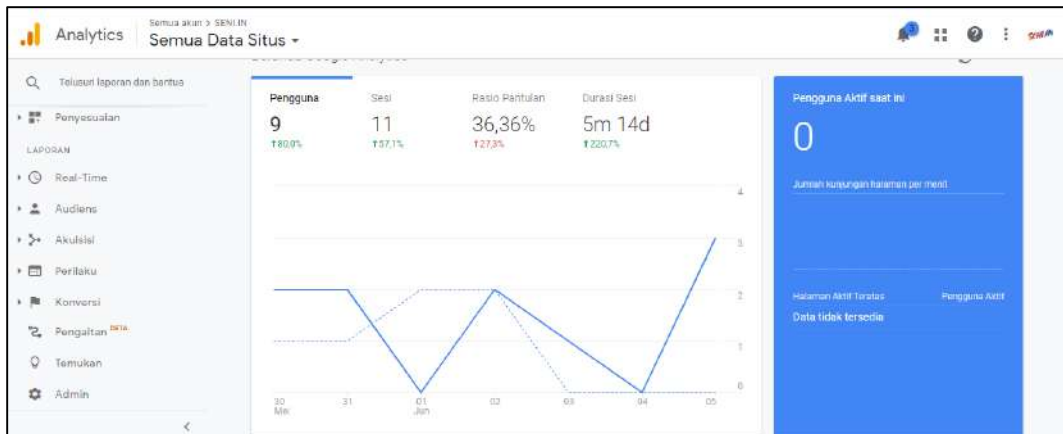 Analytics
Semua akun > SENI.IN
Semua Data Situs
3
Telusuri laporan dan bantua
Penyesuaian
LAPORAN
Real-Time
Audiens
Akuisisi
Perilaku
Konversi
Pengaitan BETA
Temukan
Admin
Pengguna
9
↑80,0%
Sesi
11
↑57,1%
Rasio Pantulan
36,36%
↑27,3%
Durasi Sesi
5m 14d
↑220,7%
4
3
2
1
0
30
Mei
31
01
Jun
02
03
04
05
Pengguna Aktif saat ini
0
Jumlah kunjungan halaman per menit
Halaman Aktif Teratas
Pengguna Aktif
Data tidak tersedia